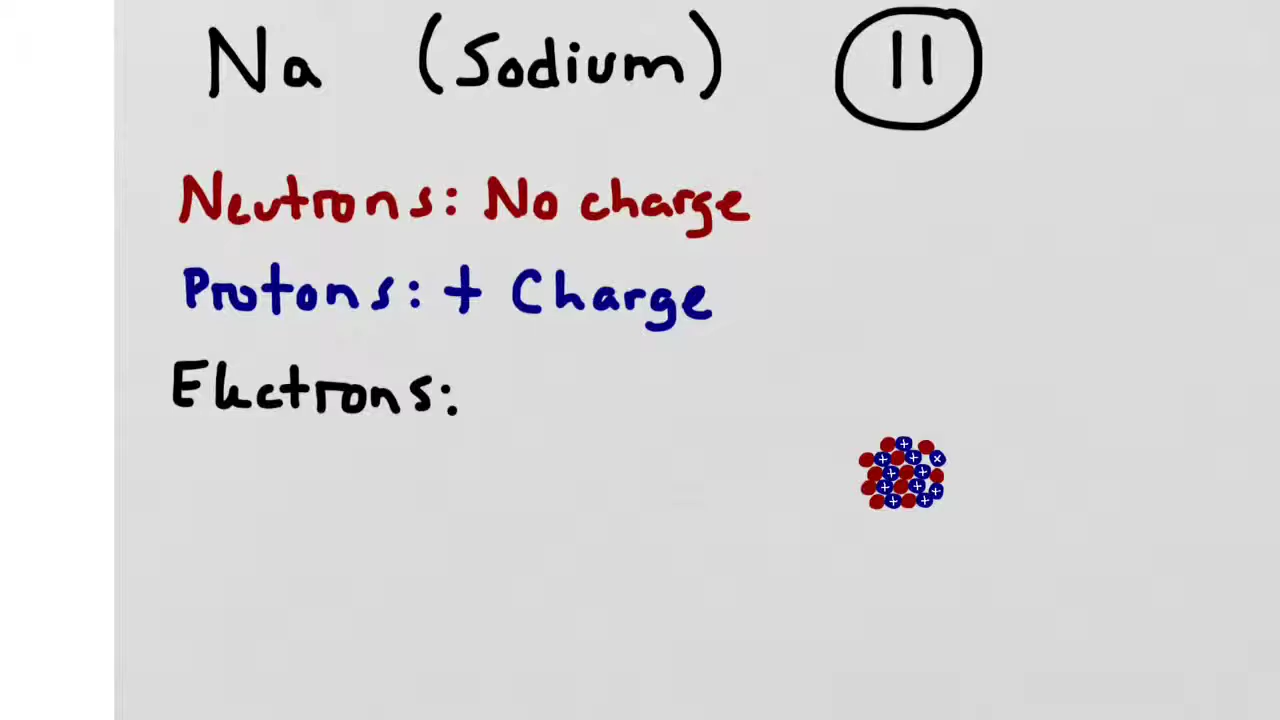 Na (Sodium) 11
Neutrons: No charge
Protons: + Charge
Electrons: